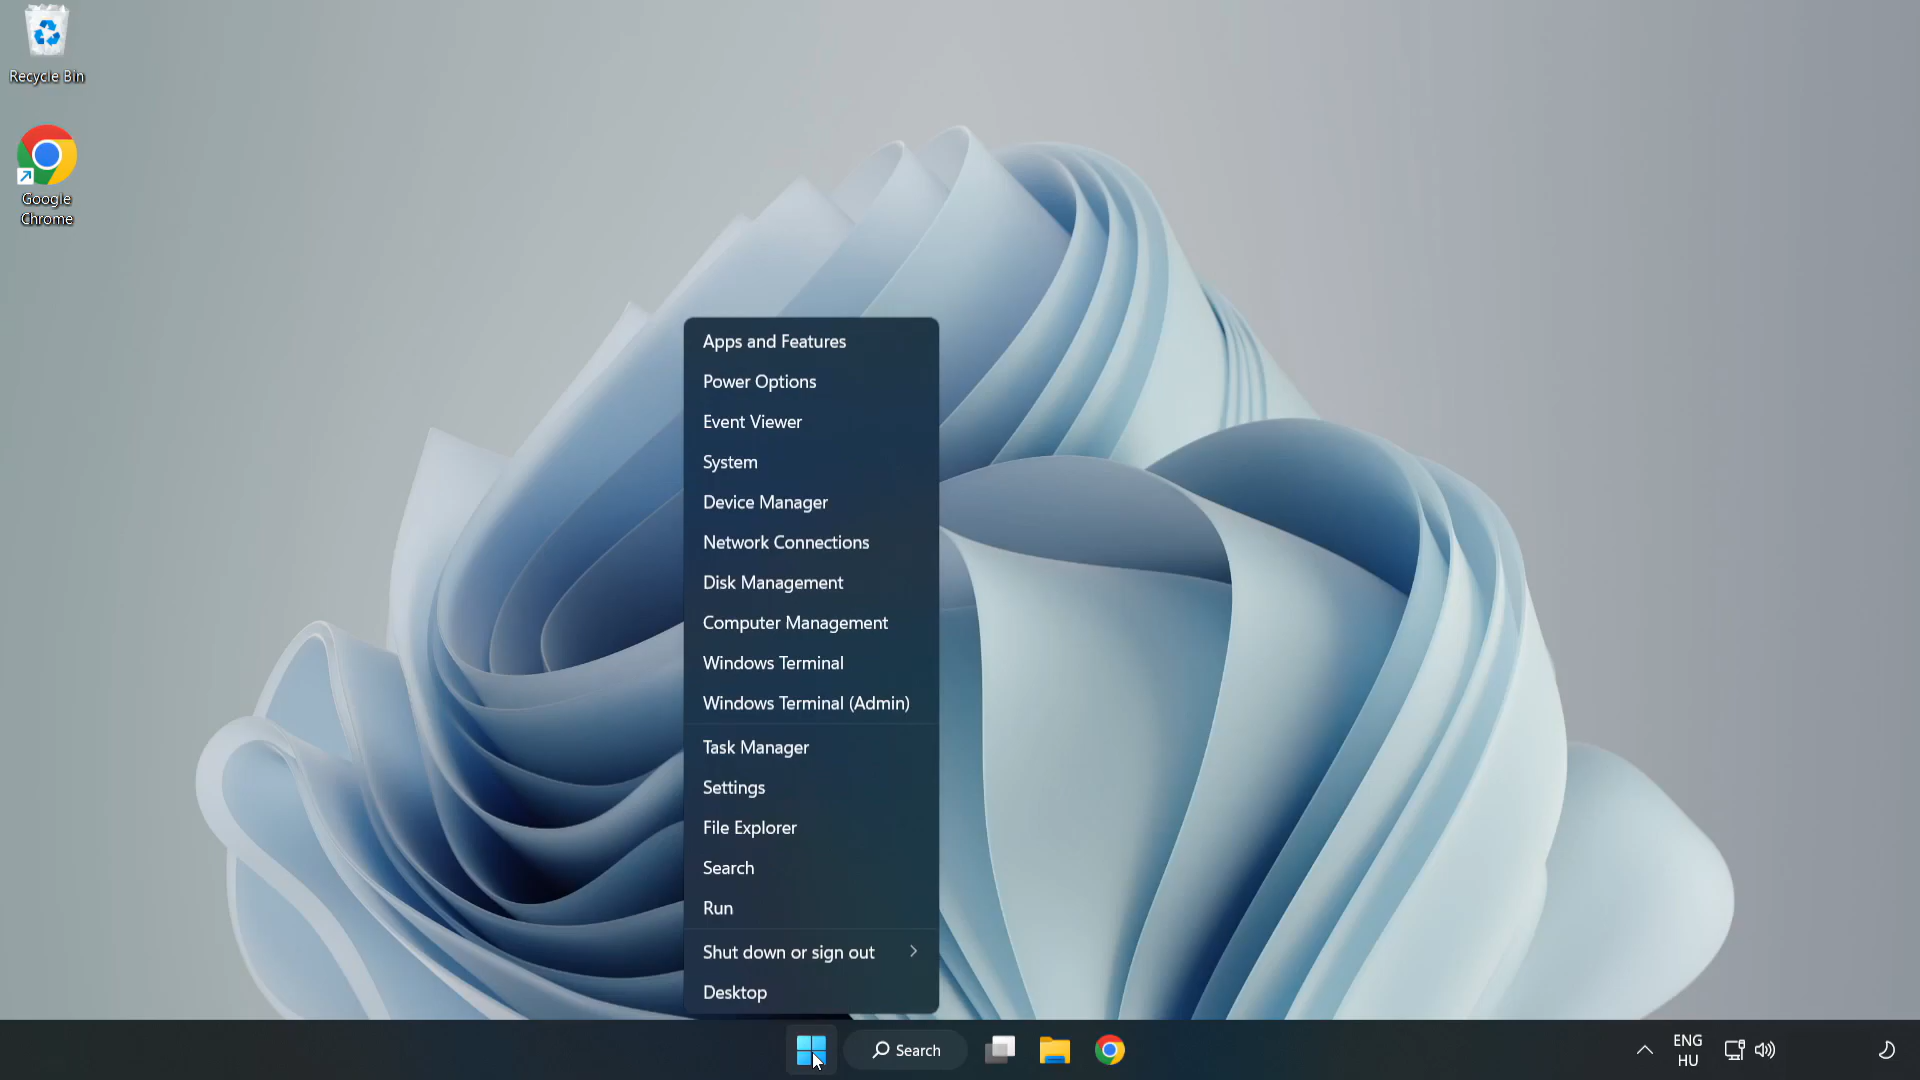 Recycle Bin
Google
Chrome
Apps and Features
Power Options
Event Viewer
System
Device Manager
Network Connections
Disk Management
Computer Management
Windows Terminal
Windows Terminal (Admin)
Task Manager
Settings
File Explorer
Search
Run
Shut down or sign out
Desktop
Search
ENG
HU